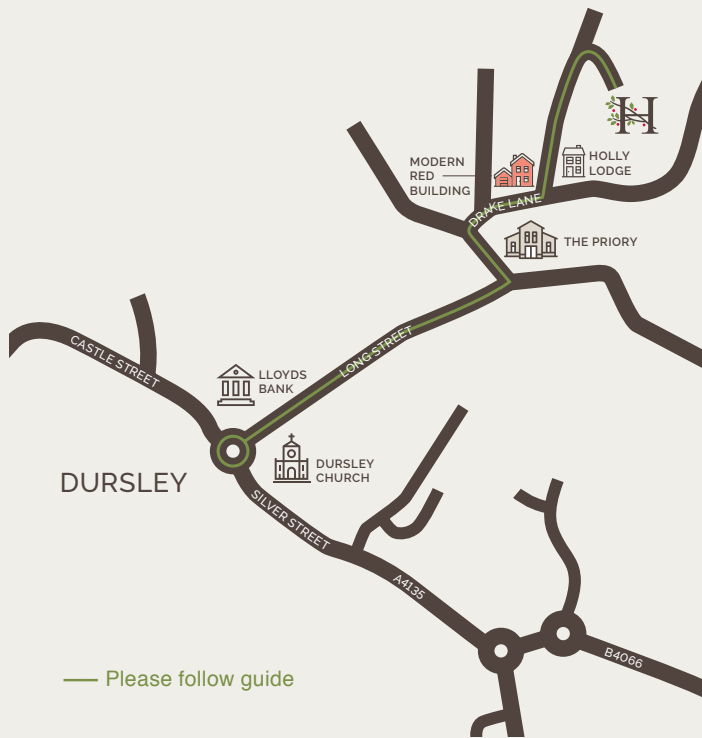 H
MODERN
RED
BUILDING
HOLLY
LODGE
DRAKE LANE
THE PRIORY
LONG STREET
CASTLE STREET
LLOYDS
BANK
DURSLEY
CHURCH
DURSLEY
SILVER STREET
A4135
B4066
Please follow guide